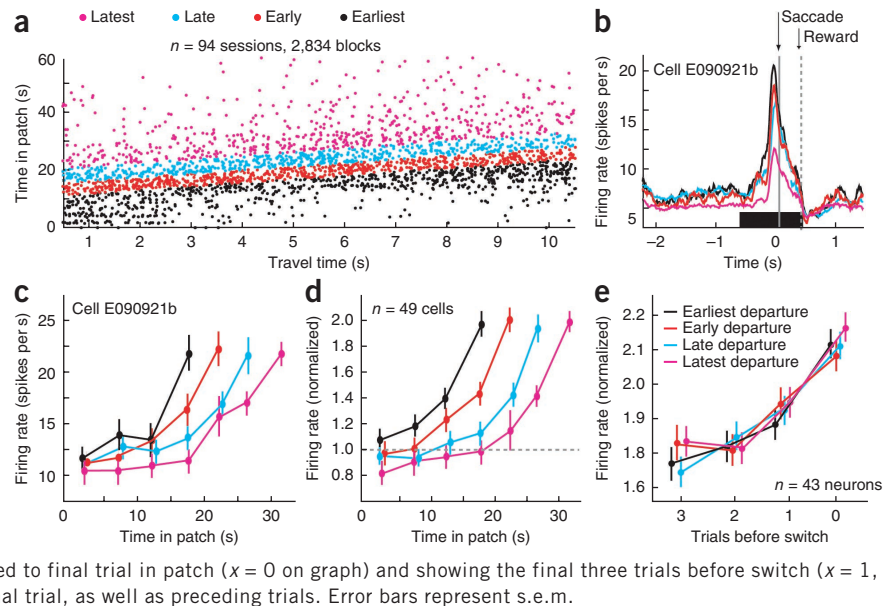 Latest Late Early Earliest
a
n = 94 sessions, 2,834 blocks
Time in patch (s)
60
40
30
20
10
0
1 2 3 4 5 6 7 8 9 10
Travel time (s)
b
Saccade
Reward
Cell E090921b
Firing rate (spikes per s)
20
15
10
5
–2 –1 0 1
Time (s)
c
Cell E090921b
Firing rate (spikes per s)
25
20
15
10
0 10 20 30
Time in patch (s)
d
n = 49 cells
Firing rate (normalized)
2.0
1.8
1.6
1.4
1.2
1.0
0.8
0 10 20 30
Time in patch (s)
e
Earliest departure
Early departure
Late departure
Latest departure
Firing rate (normalized)
2.2
2.1
2.0
1.9
1.8
1.7
1.6
n = 43 neurons
3 2 1 0
Trials before switch
ed to final trial in patch (x = 0 on graph) and showing the final three trials before switch (x = 1,
al trial, as well as preceding trials. Error bars represent s.e.m.